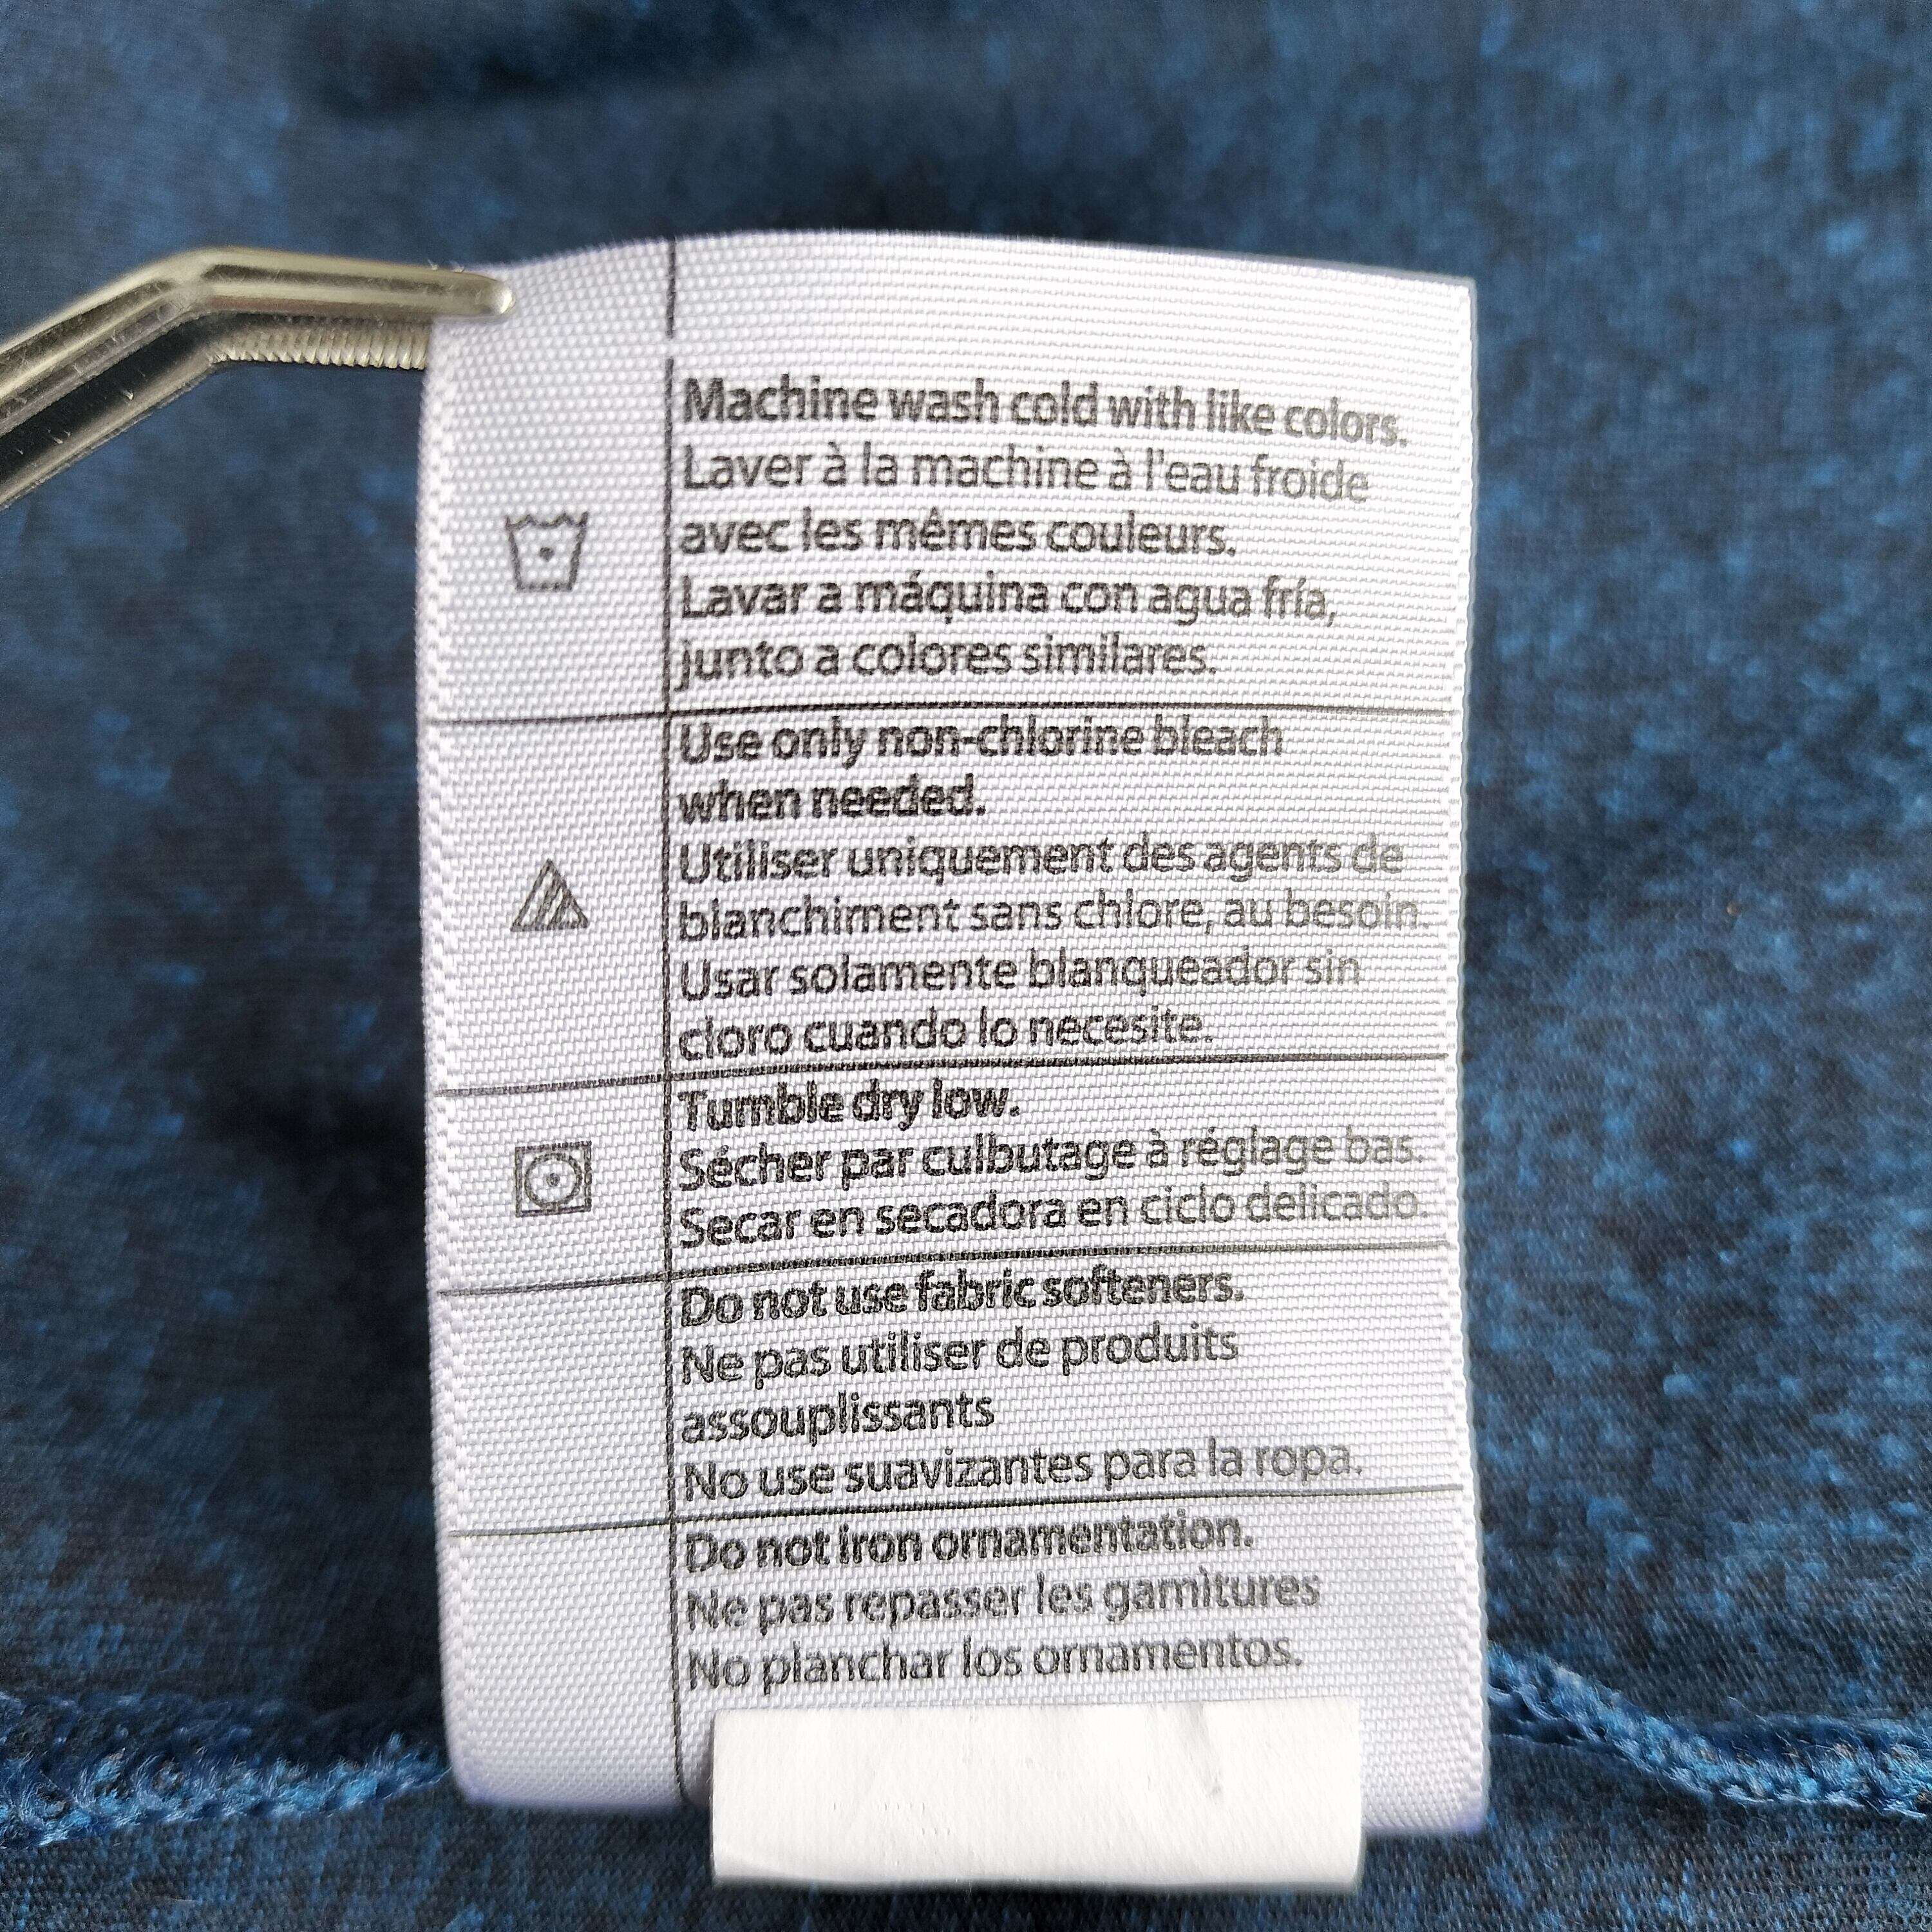 Machine wash cold with like colors.
Laver à la machine à l'eau froide
avec les mêmes couleurs.
Lavar a máquina con agua fría,
junto a colores similares.
Use only non-chlorine bleach
when needed.
Utiliser uniquement des agents de
blanchiment sans chlore, au besoin.
Usar solamente blanqueador sin
cloro cuando lo necesite.
Tumble dry low.
Sécher par culbutage à réglage bas.
Secar en secadora en ciclo delicado.
Do not use fabric softeners.
Ne pas utiliser de produits
assouplissants
No use suavizantes para la ropa.
Do not iron ornamentation.
Ne pas repasser les garnitures
No planchar los ornamentos.